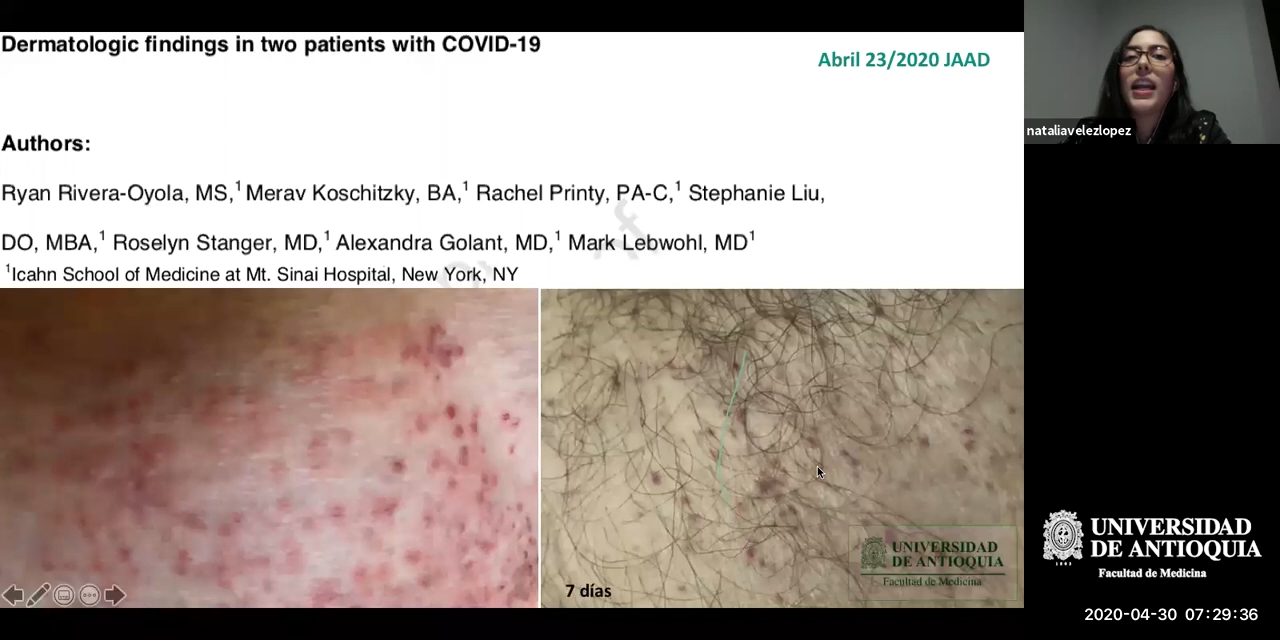 Dermatologic findings in two patients with COVID-19
Abril 23/2020 JAAD
Authors:
Ryan Rivera-Oyola, MS,1 Merav Koschitzky, BA,1 Rachel Printy, PA-C,1 Stephanie Liu,
DO, MBA,1 Roselyn Stanger, MD,1 Alexandra Golant, MD,1 Mark Lebwohl, MD1
1Icahn School of Medicine at Mt. Sinai Hospital, New York, NY
7 días
UNIVERSIDAD
DE ANTIOQUIA
Facultad de Medicina
nataliavelezlopez
UNIVERSIDAD
DE ANTIOQUIA
1803
Facultad de Medicina
2020-04-30 07:29:36